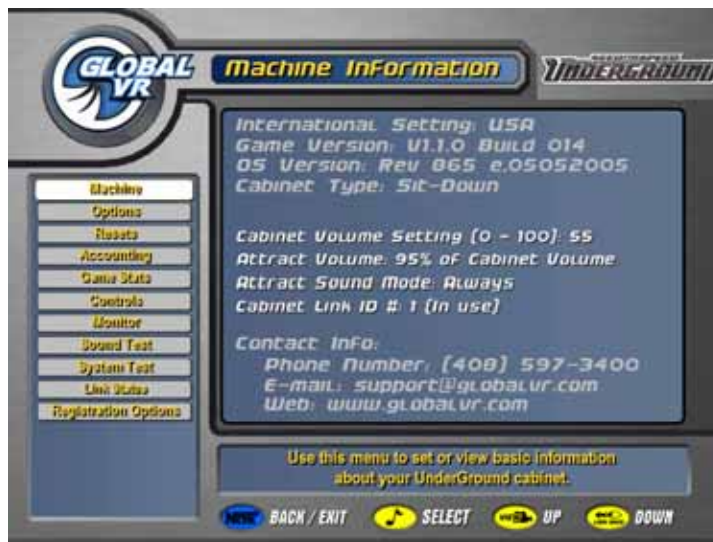 GLOBAL
VR
Machine Information
UNDERGROUND
International Setting: USA
Game Version: V1.1.0 Build 014
OS Version: Rev 865 e.05052005
Cabinet Type: Sit-Down
Cabinet Volume Setting (0 - 100): 55
Attract Volume: 95% of Cabinet Volume
Attract Sound Mode: Always
Cabinet Link ID #: 1 (In use)
Contact Info:
Phone Number: (408) 597-3400
E-mail: support@globalvr.com
Web: www.globalvr.com
Machine
Options
Resets
Accounting
Game Stats
Controls
Monitor
Sound Test
System Test
Link Status
Registration Options
Use this menu to set or view basic information
about your UnderGround cabinet.
NOS BACK / EXIT SELECT VIEW UP DOWN